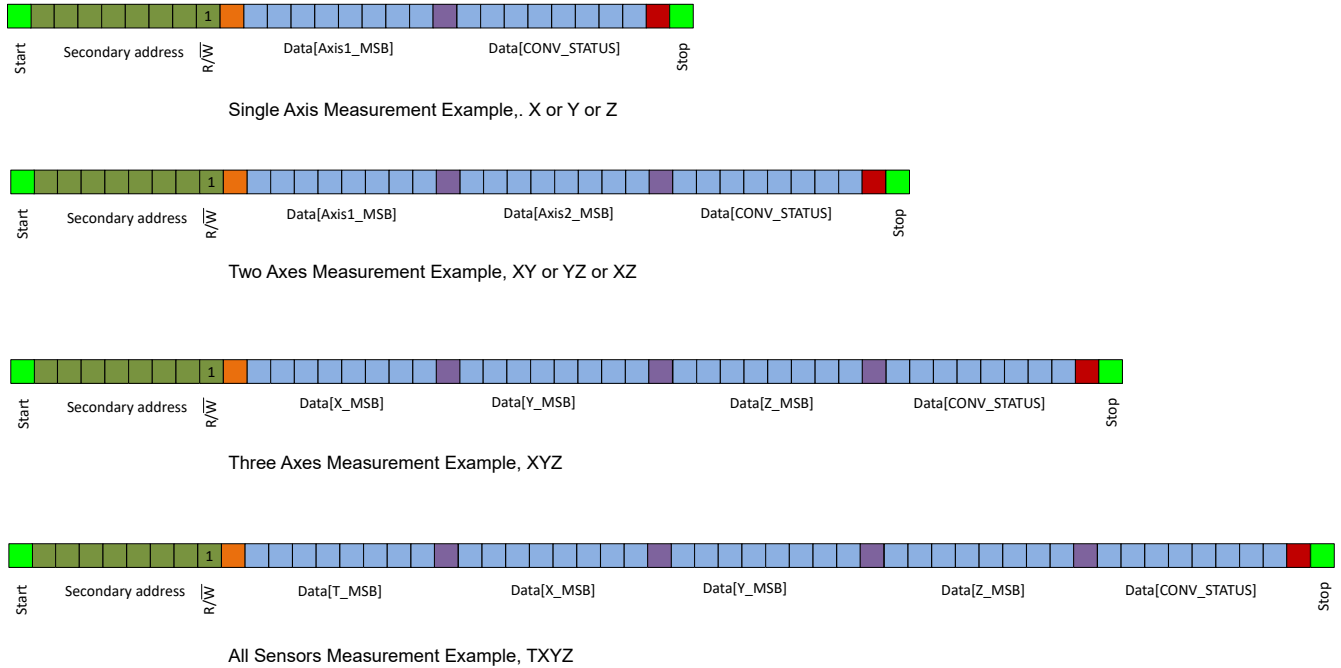 1
Start Secondary address R/W Data[Axis1_MSB] Data[CONV_STATUS] Stop
Single Axis Measurement Example,. X or Y or Z
1
Start Secondary address R/W Data[Axis1_MSB] Data[Axis2_MSB] Data[CONV_STATUS] Stop
Two Axes Measurement Example, XY or YZ or XZ
1
Start Secondary address R/W Data[X_MSB] Data[Y_MSB] Data[Z_MSB] Data[CONV_STATUS] Stop
Three Axes Measurement Example, XYZ
1
Start Secondary address R/W Data[T_MSB] Data[X_MSB] Data[Y_MSB] Data[Z_MSB] Data[CONV_STATUS] Stop
All Sensors Measurement Example, TXYZ